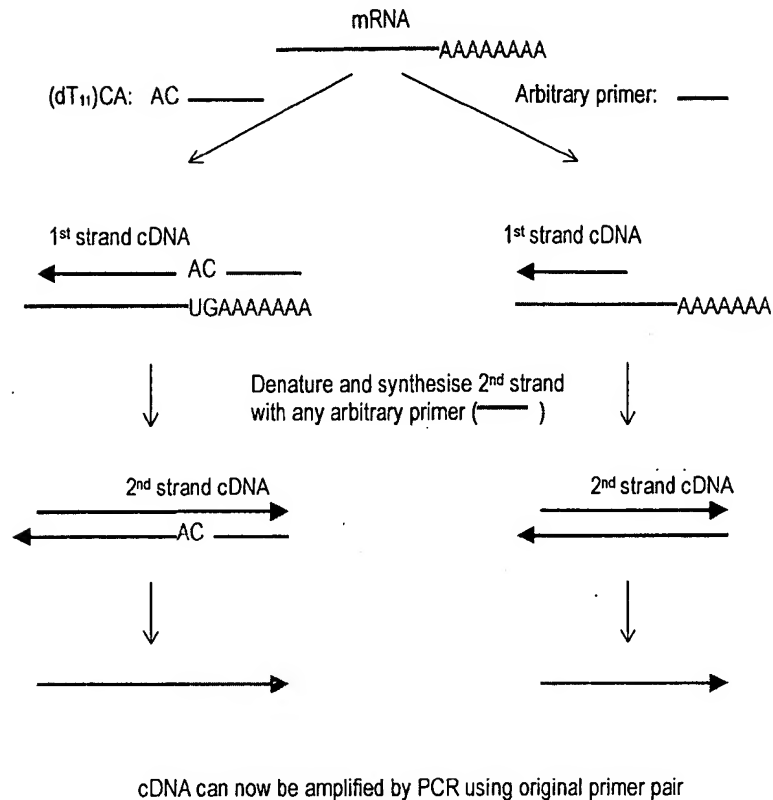 mRNA
AAAAAAAA
(dT₁₁)CA: AC
Arbitrary primer:
1st strand cDNA
AC
UGAAAAAAA
1st strand cDNA
AAAAAAA
Denature and synthesise 2nd strand
with any arbitrary primer ( )
2nd strand cDNA
AC
2nd strand cDNA
cDNA can now be amplified by PCR using original primer pair